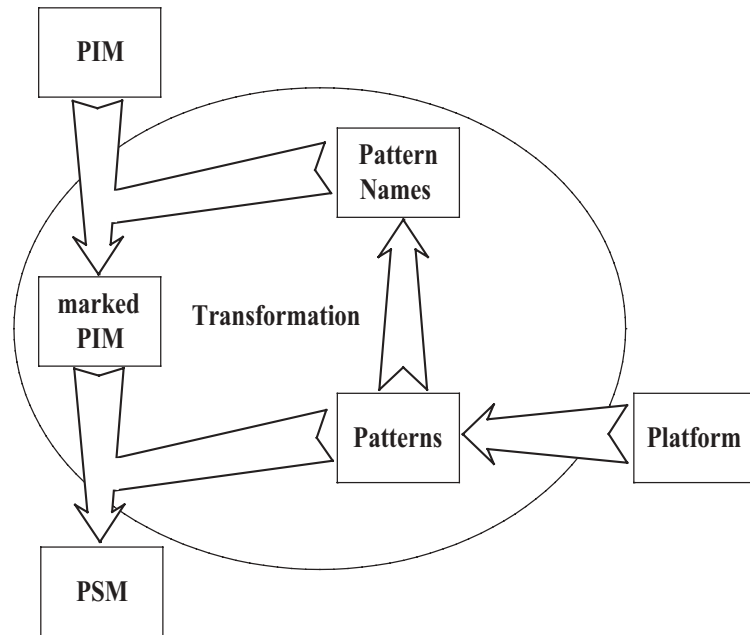 PIM
Pattern
Names
marked
PIM
Transformation
Patterns
Platform
PSM